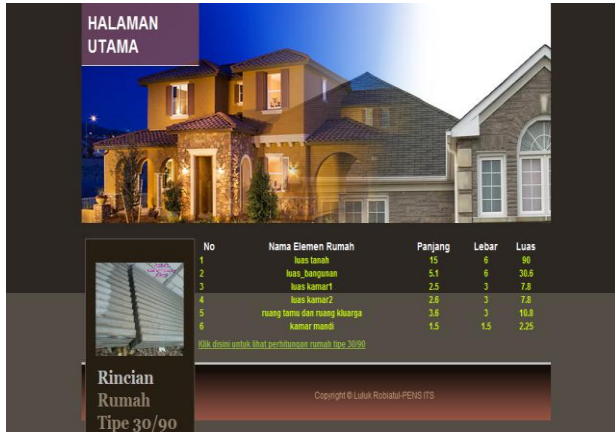 HALAMAN
UTAMA
No Nama Elemen Rumah Panjang Lebar Luas
1 luas tanah 15 6 90
2 luas_bangunan 5.1 6 30.6
3 luas kamar1 2.5 3 7.8
4 luas kamar2 2.6 3 7.8
5 ruang tamu dan ruang kluarga 3.6 3 10.8
6 kamar mandi 1.5 1.5 2.25
Klik disini untuk lihat perhitungan rumah tipe 30/90
Rincian
Rumah
Tipe 30/90
Copyright © Luluk Robiatul-PENS ITS